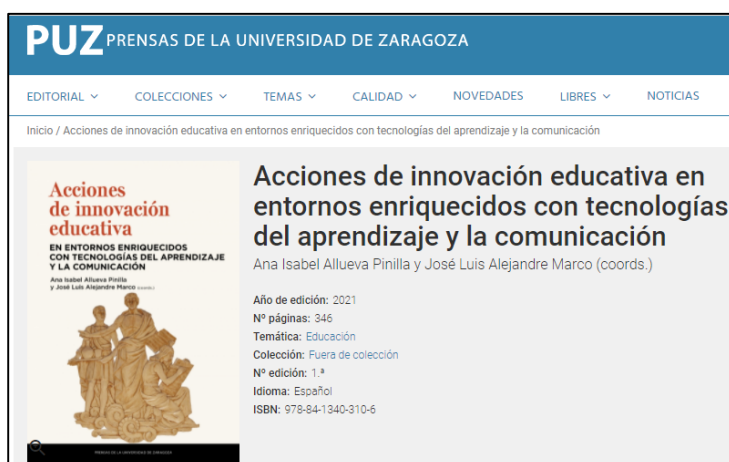 PUZ PRENSAS DE LA UNIVERSIDAD DE ZARAGOZA
EDITORIAL COLECCIONES TEMAS CALIDAD NOVEDADES LIBRES NOTICIAS
Inicio / Acciones de innovación educativa en entornos enriquecidos con tecnologías del aprendizaje y la comunicación
Acciones
de innovación
educativa
EN ENTORNOS ENRIQUECIDOS
CON TECNOLOGÍAS DEL APRENDIZAJE
Y LA COMUNICACIÓN
Ana Isabel Allueva Pinilla
y José Luis Alejandre Marco (coords.)
PRENSAS DE LA UNIVERSIDAD DE ZARAGOZA
Acciones de innovación educativa en
entornos enriquecidos con tecnologías
del aprendizaje y la comunicación
Ana Isabel Allueva Pinilla y José Luis Alejandre Marco (coords.)
Año de edición: 2021
Nº páginas: 346
Temática: Educación
Colección: Fuera de colección
Nº edición: 1.ª
Idioma: Español
ISBN: 978-84-1340-310-6